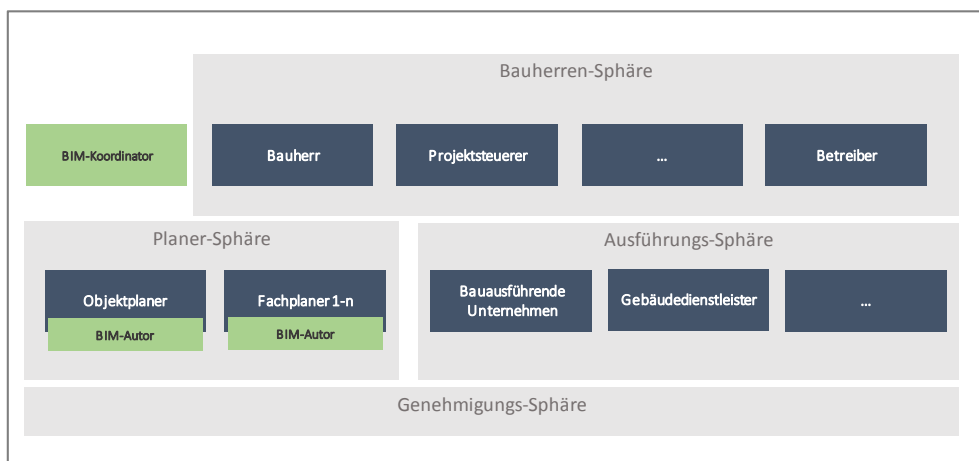 Bauherren-Sphäre
BIM-Koordinator
Bauherr
Projektsteuerer
...
Betreiber
Planer-Sphäre
Objektplaner
BIM-Autor
Fachplaner 1-n
BIM-Autor
Ausführungs-Sphäre
Bauausführende
Unternehmen
Gebäudedienstleister
...
Genehmigungs-Sphäre